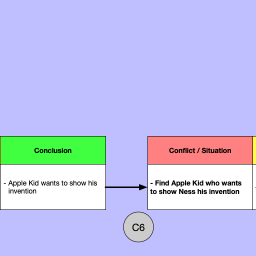 Conclusion
Conflict / Situation
- Apple Kid wants to show his
invention
- Find Apple Kid who wants
to show Ness his invention
C6